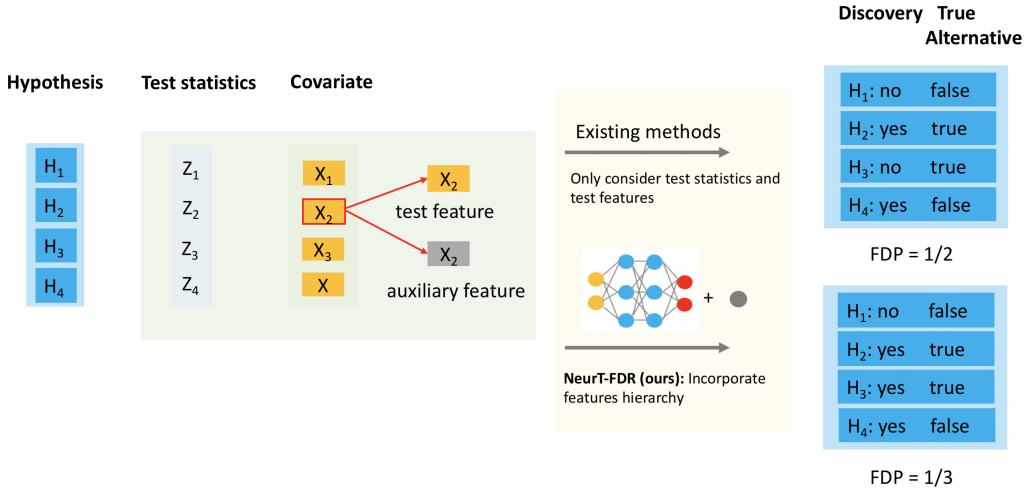 Hypothesis
Test statistics
Covariate
Discovery
True
Alternative
H1
H2
H3
H4
Z1
Z2
Z3
Z4
X1
X2
X3
X
X2
test feature
X2
auxiliary feature
Existing methods
Only consider test statistics and
test features
+
NeurT-FDR (ours): Incorporate
features hierarchy
H1: no false
H2: yes true
H3: no true
H4: yes false
FDP = 1/2
H1: no false
H2: yes true
H3: yes true
H4: yes false
FDP = 1/3